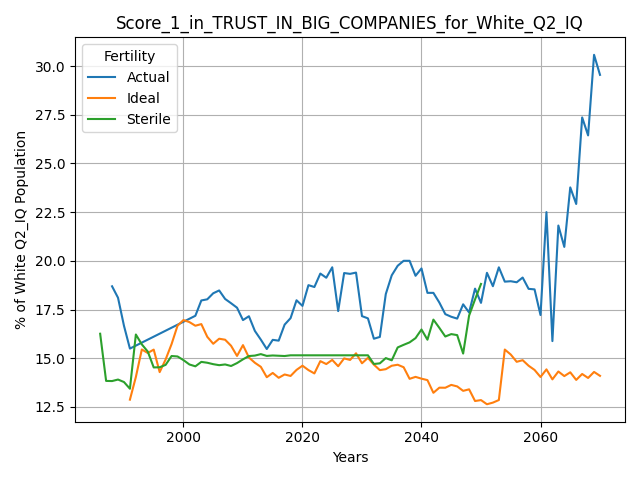 Score_1_in_TRUST_IN_BIG_COMPANIES_for_White_Q2_IQ
Fertility
Actual
Ideal
Sterile
% of White Q2_IQ Population
30.0
27.5
25.0
22.5
20.0
17.5
15.0
12.5
2000
2020
2040
2060
Years